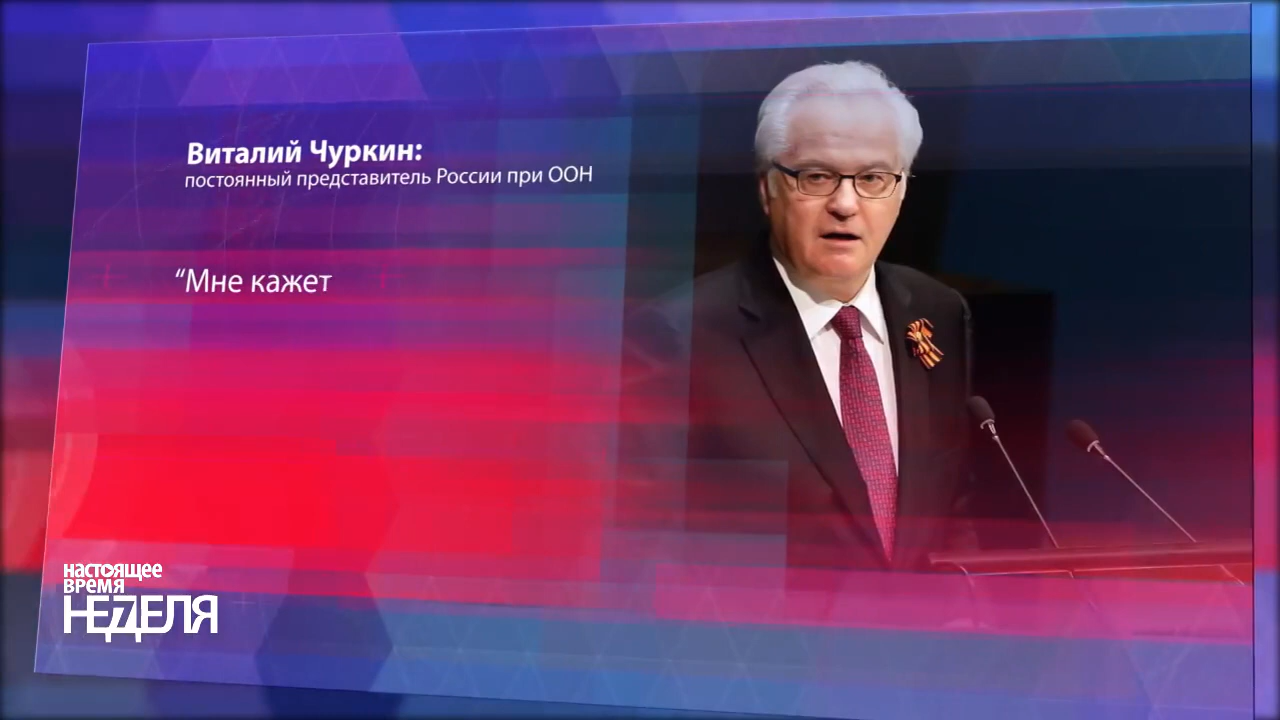 Виталий Чуркин:
постоянный представитель России при ООН
“Мне кажет
настоящее
время
НЕДЕЛЯ